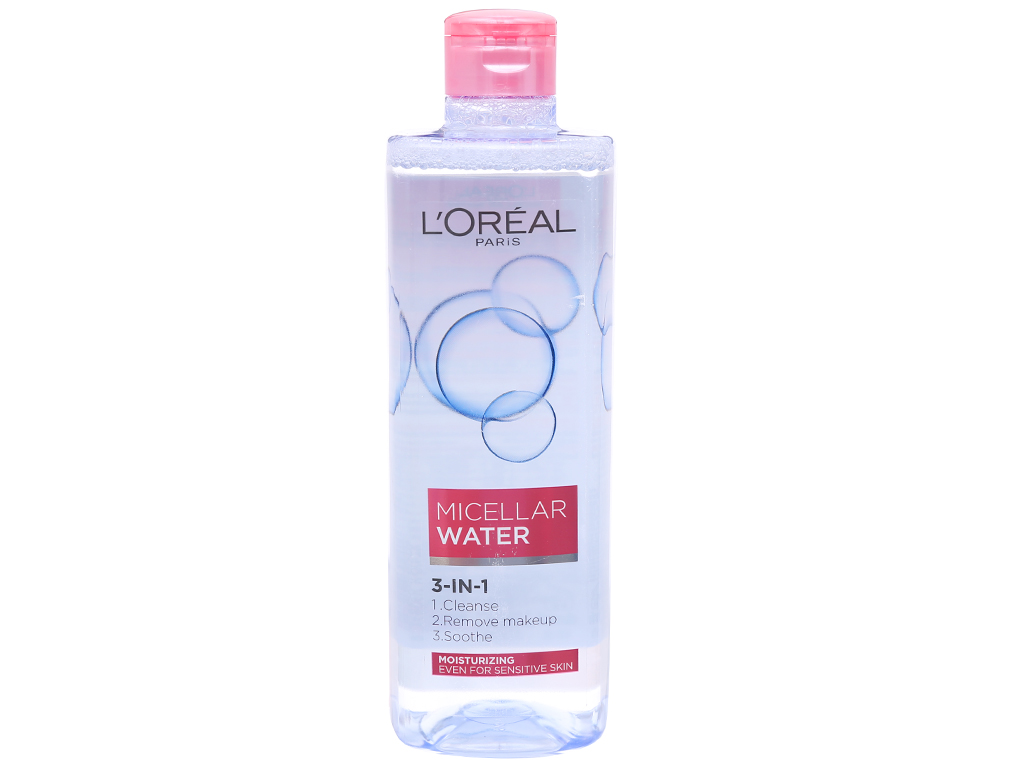 L'ORÉAL
PARiS
MICELLAR
WATER
3-IN-1
1.Cleanse
2.Remove makeup
3.Soothe
MOISTURIZING
EVEN FOR SENSITIVE SKIN